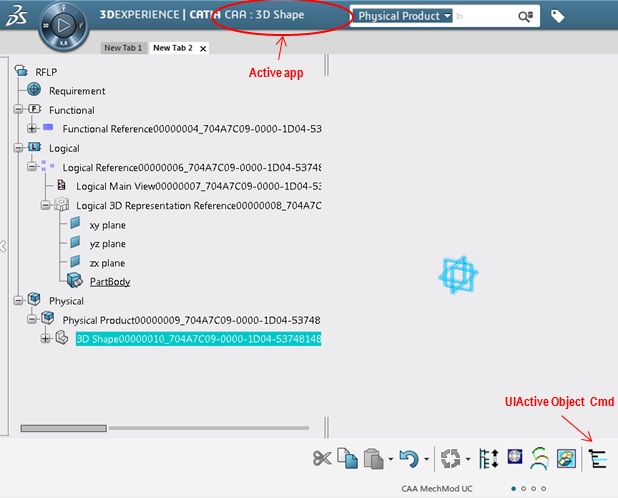 3DEXPERIENCE | CATIA CAA : 3D Shape
Physical Product
In
3D
V.R
New Tab 1
New Tab 2
Active app
RFLP
Requirement
Functional
Functional Reference00000004_704A7C09-0000-1D04-53
Logical
Logical Reference00000006_704A7C09-0000-1D04-53748
Logical Main View00000007_704A7C09-0000-1D04-53
Logical 3D Representation Reference00000008_704A7C
xy plane
yz plane
zx plane
PartBody
Physical
Physical Product00000009_704A7C09-0000-1D04-53748
3D Shape00000010_704A7C09-0000-1D04-53748148
UIActive Object Cmd
CAA MechMod UC